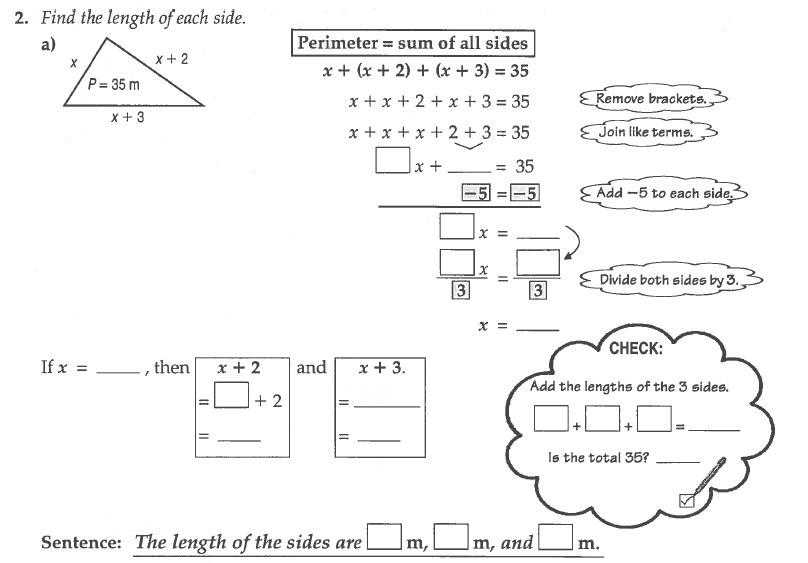 2. Find the length of each side.
a)
x
x + 2
P = 35 m
x + 3
Perimeter = sum of all sides
x + (x + 2) + (x + 3) = 35
x + x + 2 + x + 3 = 35
Remove brackets.
x + x + x + 2 + 3 = 35
Join like terms.
x + ____ = 35
−5 = −5
Add −5 to each side.
x = ____
x
=
3
3
Divide both sides by 3.
x = ____
If x = ____, then
x + 2
= + 2
= ____
and
x + 3.
= ____
= ____
CHECK:
Add the lengths of the 3 sides.
+ + = ____
Is the total 35? ____
Sentence: The length of the sides are m, m, and m.